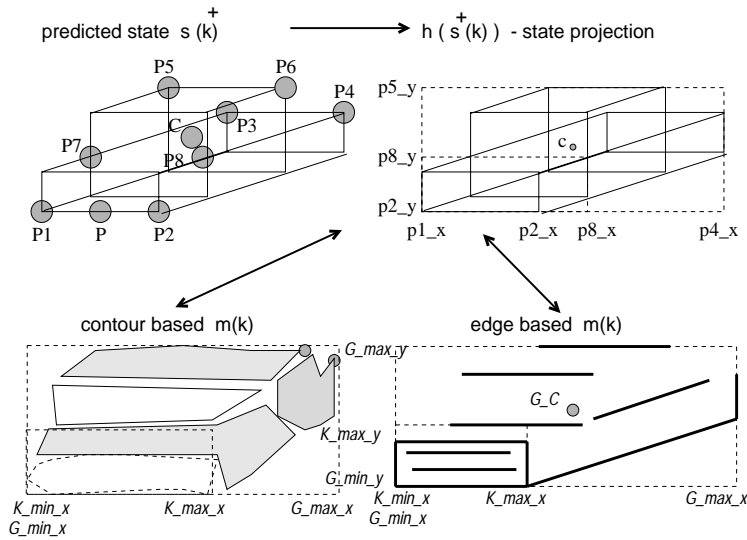 predicted state s(k)+
h ( s+(k) ) - state projection
P5
P6
P4
C
P3
P7
P8
P1
P
P2
p5_y
p8_y
c
p2_y
p1_x
p2_x
p8_x
p4_x
contour based m(k)
G_max_y
K_max_y
G_min_y
K_min_x
K_max_x
G_max_x
G_min_x
edge based m(k)
G_C
K_min_x
K_max_x
G_max_x
G_min_x